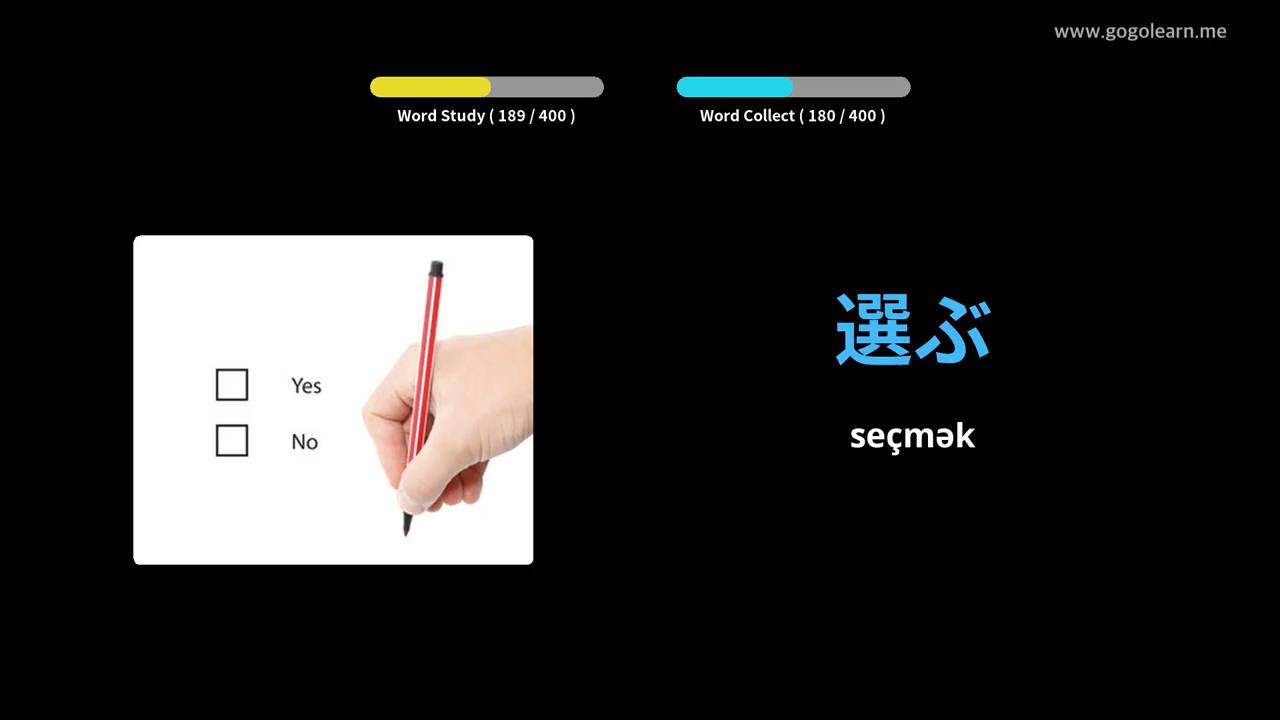 www.gogolearn.me
Word Study ( 189 / 400 )
Word Collect ( 180 / 400 )
Yes
No
選ぶ
seçmək